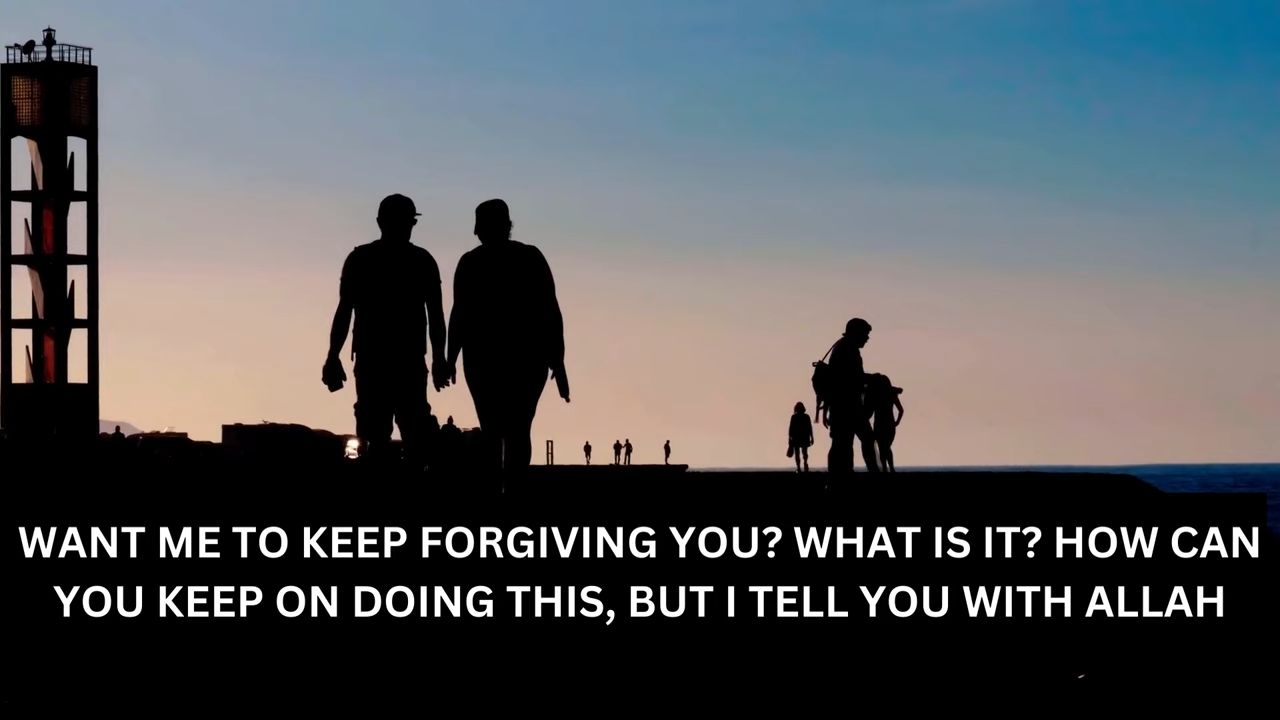 WANT ME TO KEEP FORGIVING YOU? WHAT IS IT? HOW CAN
YOU KEEP ON DOING THIS, BUT I TELL YOU WITH ALLAH